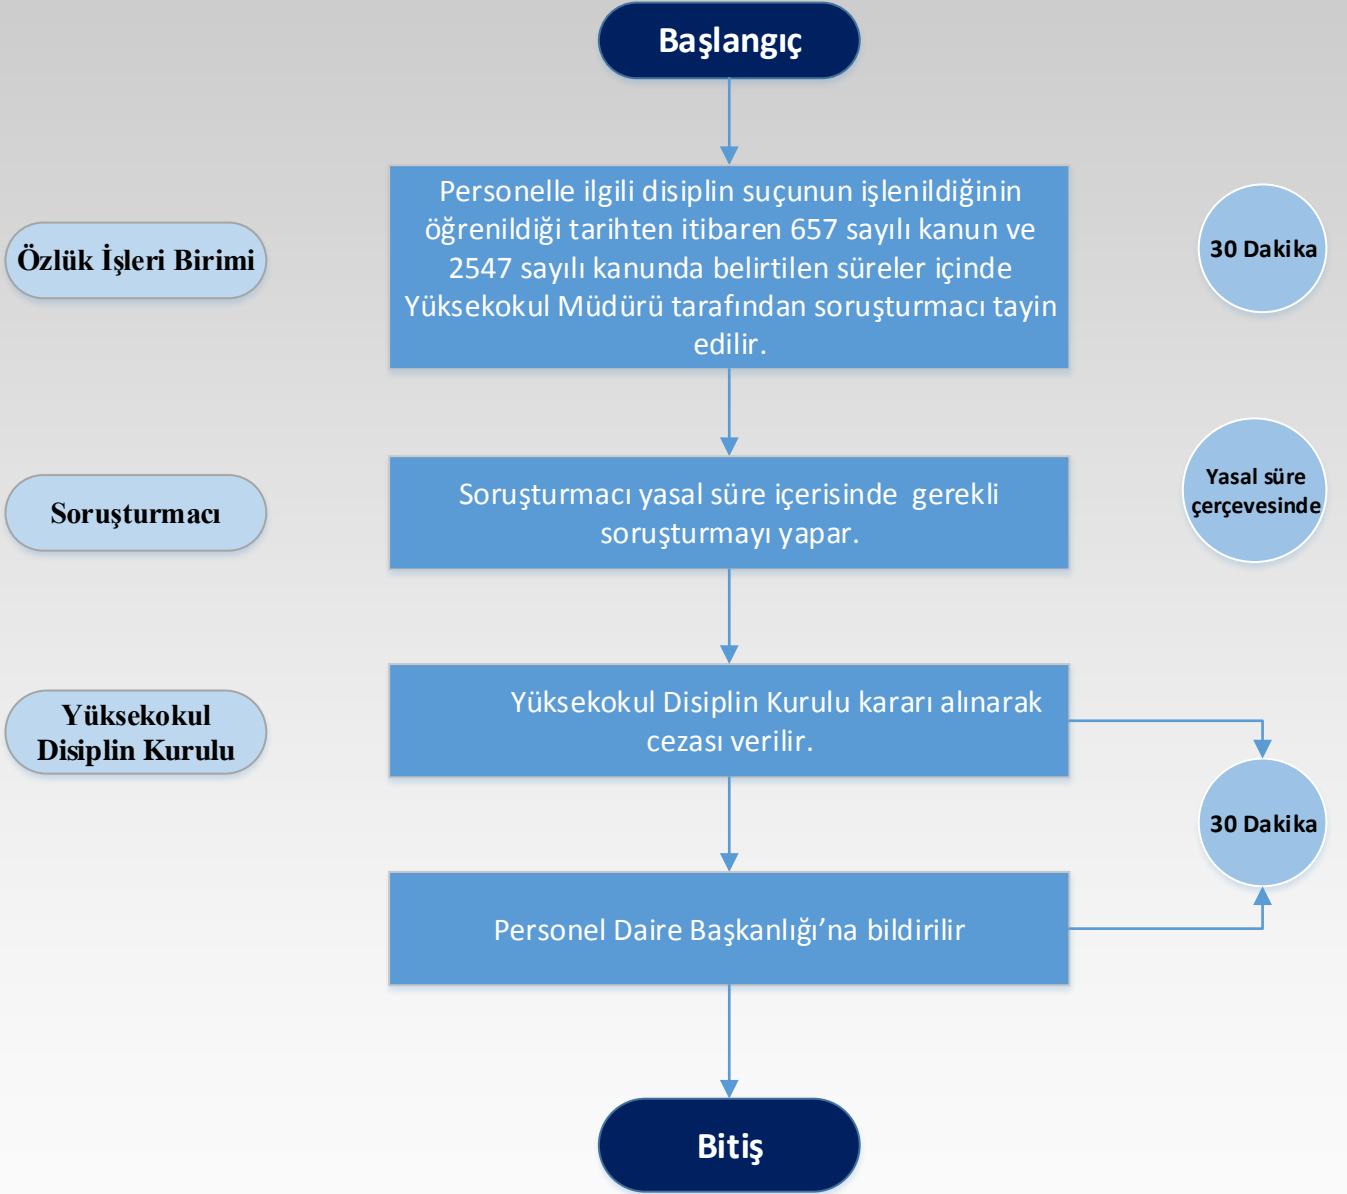 Başlangıç
Personelle ilgili disiplin suçunun işlenildiğinin
öğrenildiği tarihten itibaren 657 sayılı kanun ve
2547 sayılı kanunda belirtilen süreler içinde
Yüksekokul Müdürü tarafından soruşturmacı tayin
edilir.
Özlük İşleri Birimi
30 Dakika
Soruşturmacı yasal süre içerisinde  gerekli
soruşturmayı yapar.
Soruşturmacı
Yasal süre
çerçevesinde
Yüksekokul Disiplin Kurulu kararı alınarak
cezası verilir.
Yüksekokul
Disiplin Kurulu
30 Dakika
Personel Daire Başkanlığı’na bildirilir
Bitiş